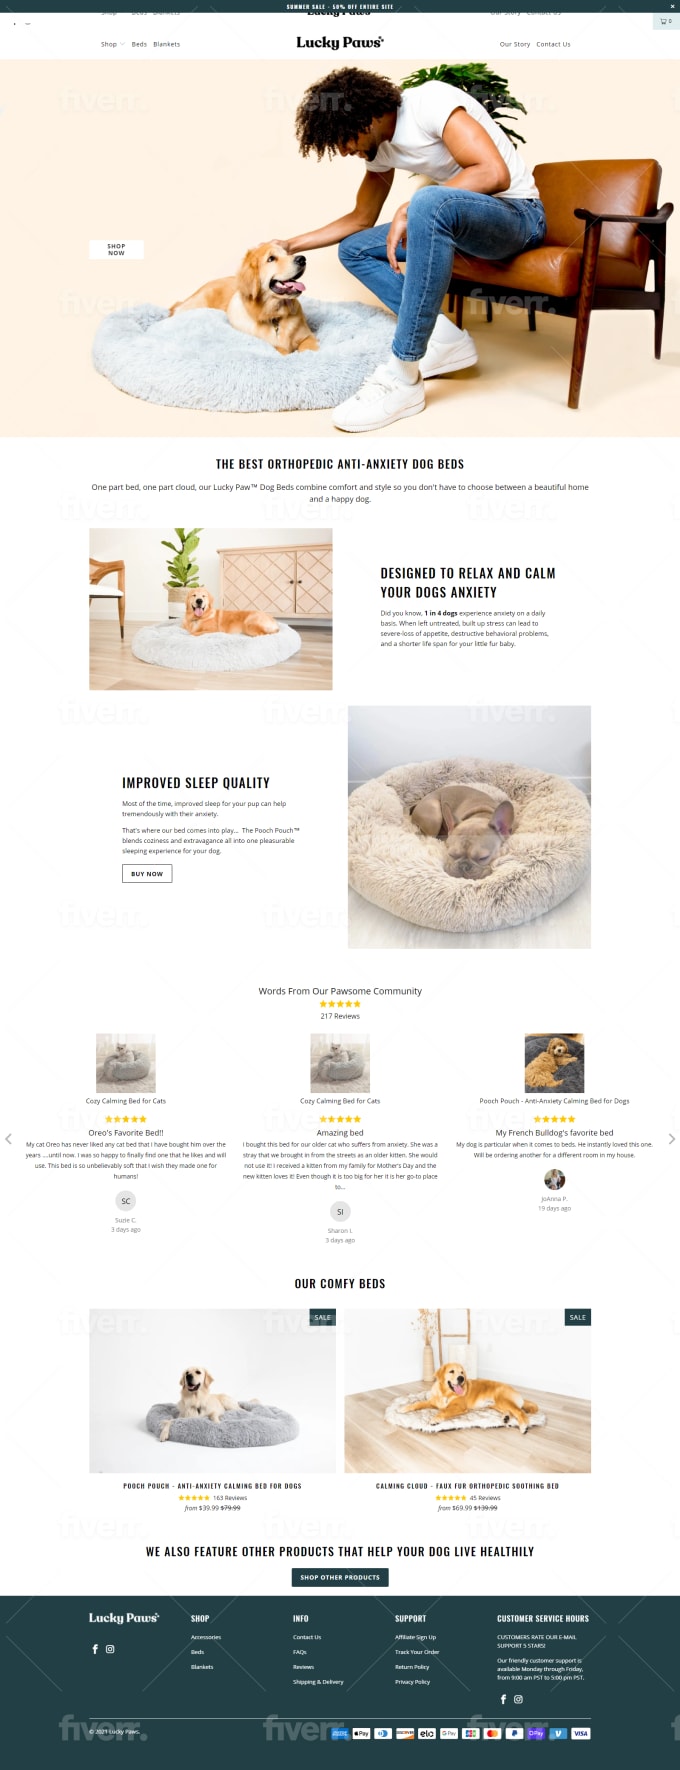 SUMMER SALE - 50% OFF ENTIRE SITE
Shop Beds Blankets
Lucky Paws
Our Story Contact Us
0
Shop
Beds
Blankets
Lucky Paws
Our Story
Contact Us
fiverr.
SHOP
NOW
THE BEST ORTHOPEDIC ANTI-ANXIETY DOG BEDS
One part bed, one part cloud, our Lucky Paw™ Dog Beds combine comfort and style so you don't have to choose between a beautiful home
and a happy dog.
DESIGNED TO RELAX AND CALM
YOUR DOGS ANXIETY
Did you know, 1 in 4 dogs experience anxiety on a daily
basis. When left untreated, built up stress can lead to
severe-loss of appetite, destructive behavioral problems,
and a shorter life span for your little fur baby.
IMPROVED SLEEP QUALITY
Most of the time, improved sleep for your pup can help
tremendously with their anxiety.
That's where our bed comes into play... The Pooch Pouch™
blends coziness and extravagance all into one pleasurable
sleeping experience for your dog.
BUY NOW
Words From Our Pawsome Community
217 Reviews
Cozy Calming Bed for Cats
Oreo's Favorite Bed!!
My cat Oreo has never liked any cat bed that I have bought him over the
years ....until now. I was so happy to finally find one that he likes and will
use. This bed is so unbelievably soft that I wish they made one for
humans!
SC
Suzie C.
3 days ago
Cozy Calming Bed for Cats
Amazing bed
I bought this bed for our older cat who suffers from anxiety. She was a
stray that we brought in from the streets as an older kitten. She would
not use it! I received a kitten from my family for Mother's Day and the
new kitten loves it! Even though it is too big for her it is her go-to place
to...
SI
Sharon I.
3 days ago
Pooch Pouch - Anti-Anxiety Calming Bed for Dogs
My French Bulldog's favorite bed
My dog is particular when it comes to beds. He instantly loved this one.
Will be ordering another for a different room in my house.
JoAnna P.
19 days ago
OUR COMFY BEDS
SALE
POOCH POUCH - ANTI-ANXIETY CALMING BED FOR DOGS
163 Reviews
from $39.99 $79.99
SALE
CALMING CLOUD - FAUX FUR ORTHOPEDIC SOOTHING BED
45 Reviews
from $69.99 $139.99
WE ALSO FEATURE OTHER PRODUCTS THAT HELP YOUR DOG LIVE HEALTHILY
SHOP OTHER PRODUCTS
Lucky Paws
SHOP
Accessories
Beds
Blankets
INFO
Contact Us
FAQs
Reviews
Shipping & Delivery
SUPPORT
Affiliate Sign Up
Track Your Order
Return Policy
Privacy Policy
CUSTOMER SERVICE HOURS
CUSTOMERS RATE OUR E-MAIL
SUPPORT 5 STARS!
Our friendly customer support is
available Monday through Friday,
from 9:00 am PST to 5:00 pm PST.
© 2021 Lucky Paws.
Pay
DISCOVER
elo
G Pay
JCB
VISA